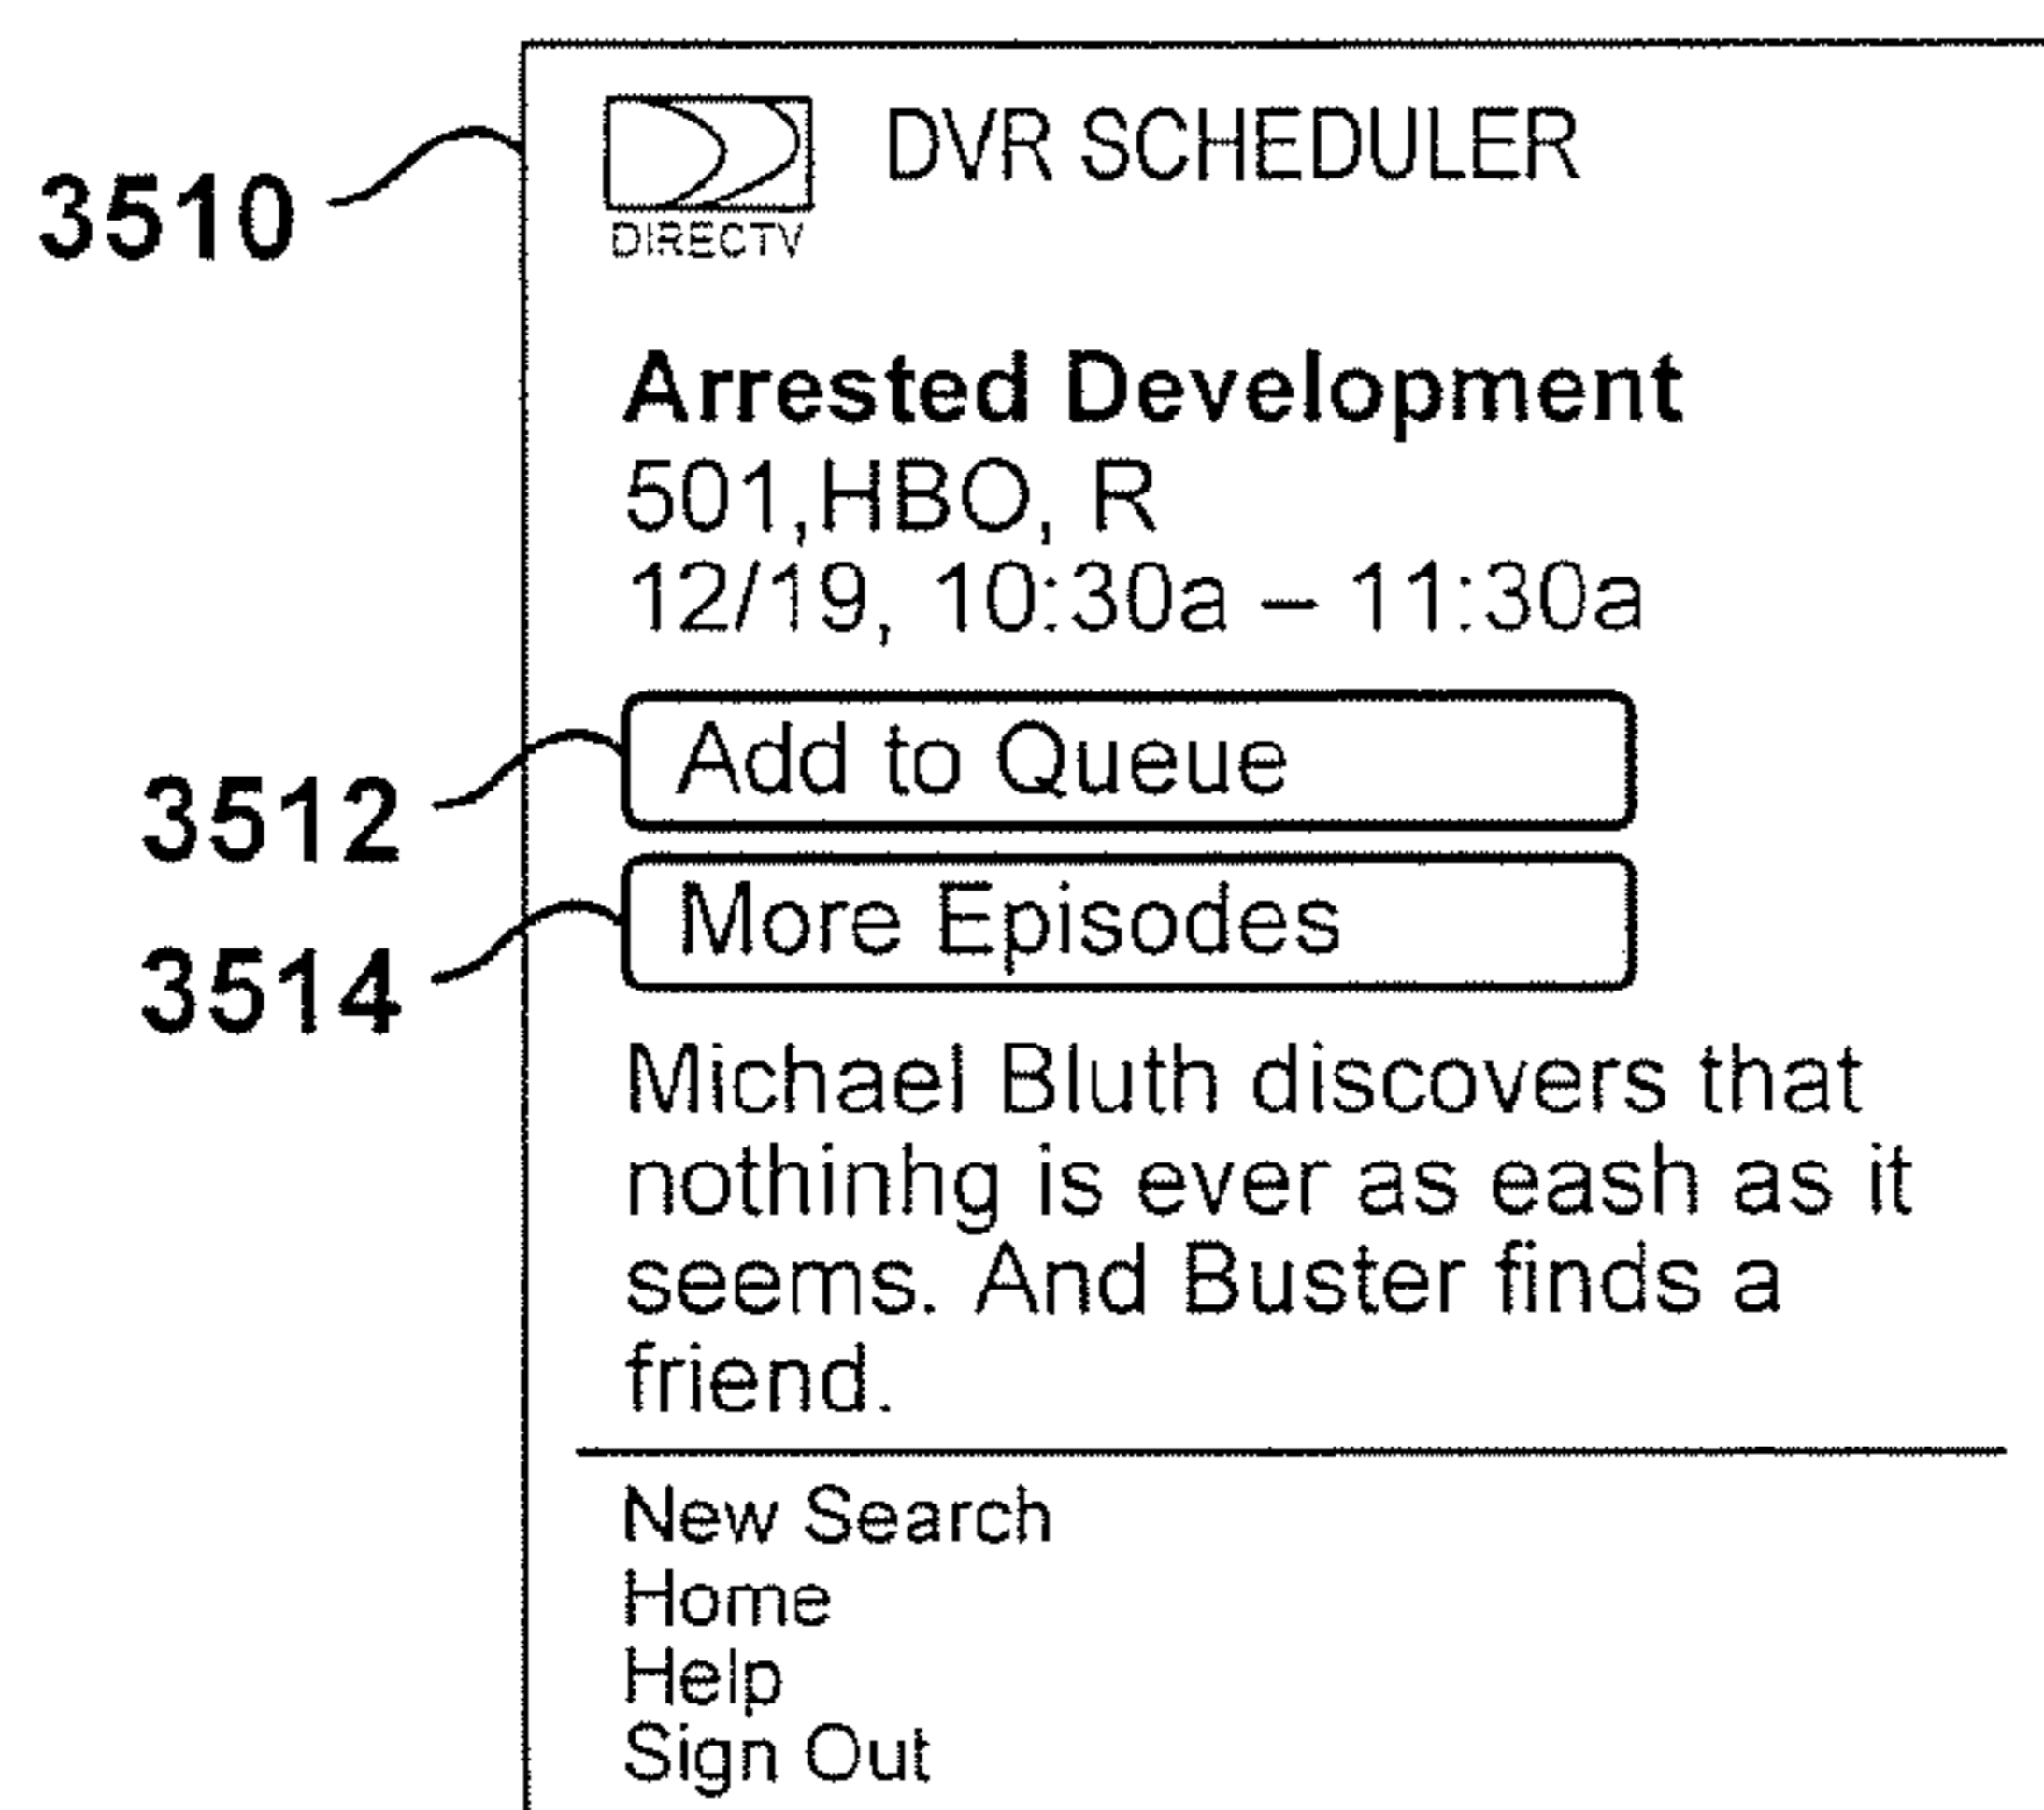 3510
DVR SCHEDULER
DIRECTV
Arrested Development
501,HBO, R
12/19, 10:30a – 11:30a
3512
Add to Queue
3514
More Episodes
Michael Bluth discovers that
nothinhg is ever as eash as it
seems. And Buster finds a
friend.
New Search
Home
Help
Sign Out